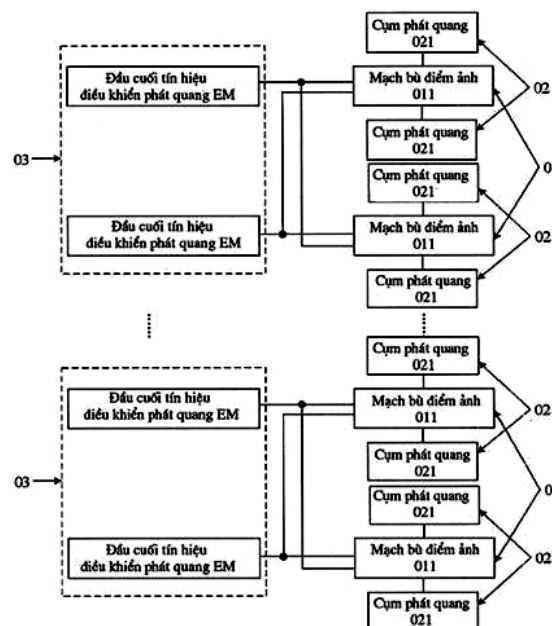 Cụm phát quang
021
Đầu cuối tín hiệu
điều khiển phát quang EM
Mạch bù điểm ảnh
011
02
Cụm phát quang
021
03
0
Cụm phát quang
021
Đầu cuối tín hiệu
điều khiển phát quang EM
Mạch bù điểm ảnh
011
02
Cụm phát quang
021
Cụm phát quang
021
Đầu cuối tín hiệu
điều khiển phát quang EM
Mạch bù điểm ảnh
011
02
Cụm phát quang
021
03
0
Cụm phát quang
021
Đầu cuối tín hiệu
điều khiển phát quang EM
Mạch bù điểm ảnh
011
02
Cụm phát quang
021